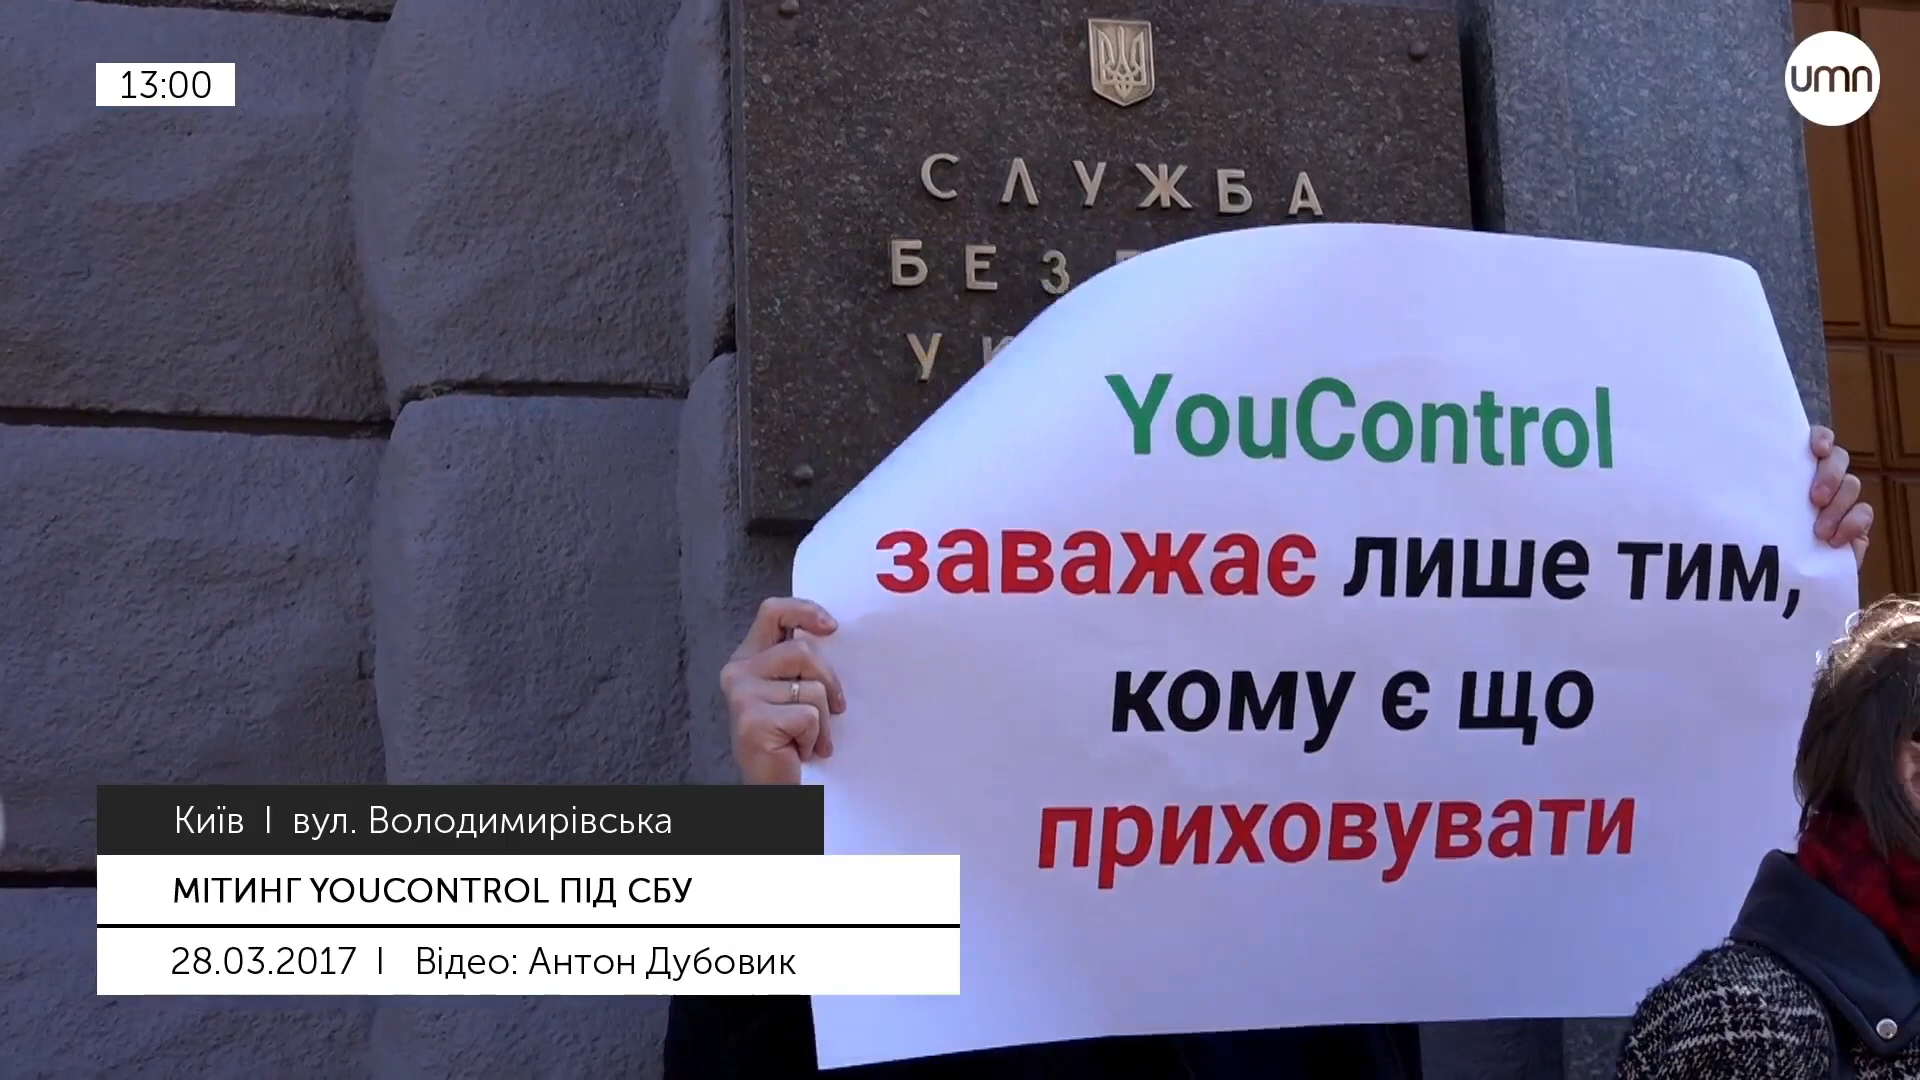 13:00
umn
СЛУЖБА
YouControl
заважає лише тим,
кому є що
приховувати
Київ | вул. Володимирівська
МІТИНГ YOUCONTROL ПІД СБУ
28.03.2017 | Відео: Антон Дубовик